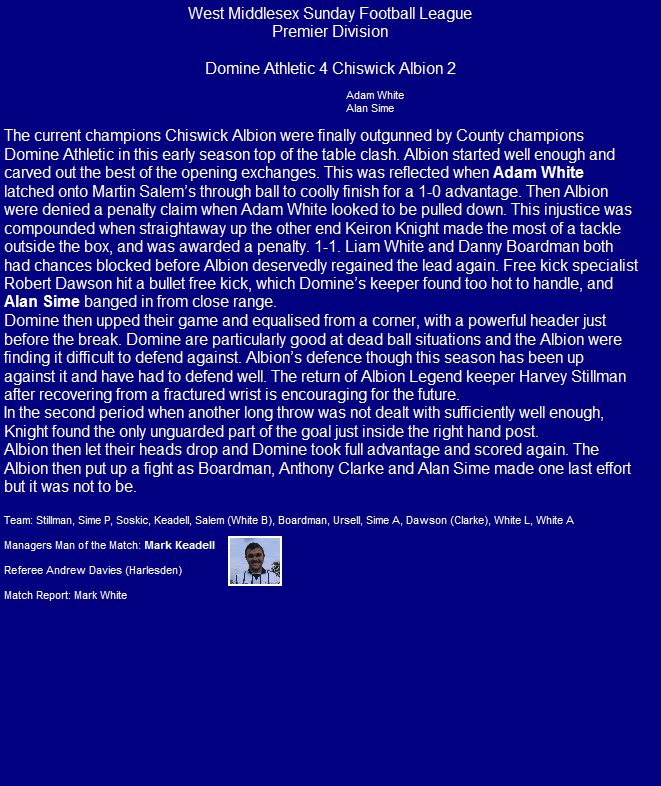 West Middlesex Sunday Football League
Premier Division
Domine Athletic 4 Chiswick Albion 2
Adam White
Alan Sime
The current champions Chiswick Albion were finally outgunned by County champions
Domine Athletic in this early season top of the table clash. Albion started well enough and
carved out the best of the opening exchanges. This was reflected when Adam White
latched onto Martin Salem's through ball to coolly finish for a 1-0 advantage. Then Albion
were denied a penalty claim when Adam White looked to be pulled down. This injustice was
compounded when straightaway up the other end Keiron Knight made the most of a tackle
outside the box, and was awarded a penalty. 1-1. Liam White and Danny Boardman both
had chances blocked before Albion deservedly regained the lead again. Free kick specialist
Robert Dawson hit a bullet free kick, which Domine's keeper found too hot to handle, and
Alan Sime banged in from close range.
Domine then upped their game and equalised from a corner, with a powerful header just
before the break. Domine are particularly good at dead ball situations and the Albion were
finding it difficult to defend against. Albion's defence though this season has been up
against it and have had to defend well. The return of Albion Legend keeper Harvey Stillman
after recovering from a fractured wrist is encouraging for the future.
In the second period when another long throw was not dealt with sufficiently well enough,
Knight found the only unguarded part of the goal just inside the right hand post.
Albion then let their heads drop and Domine took full advantage and scored again. The
Albion then put up a fight as Boardman, Anthony Clarke and Alan Sime made one last effort
but it was not to be.
Team: Stillman, Sime P, Soskic, Keadell, Salem (White B), Boardman, Ursell, Sime A, Dawson (Clarke), White L, White A
Managers Man of the Match: Mark Keadell
Referee Andrew Davies (Harlesden)
Match Report: Mark White